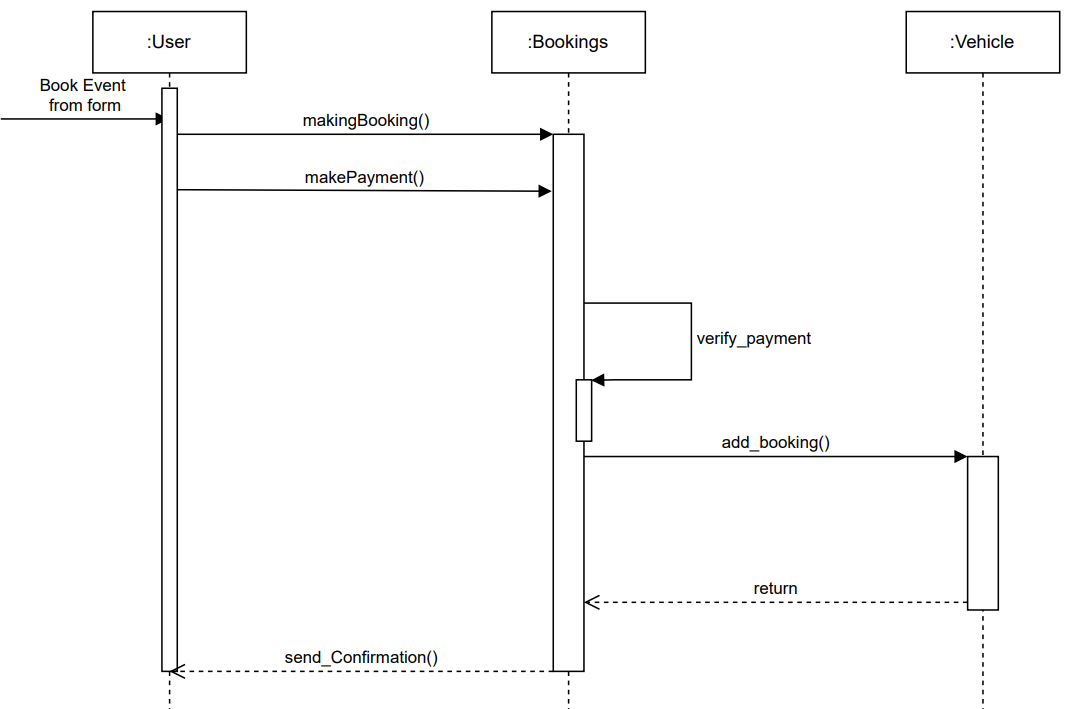 :User
:Bookings
:Vehicle
Book Event
from form
makingBooking()
makePayment()
verify_payment
add_booking()
return
send_Confirmation()